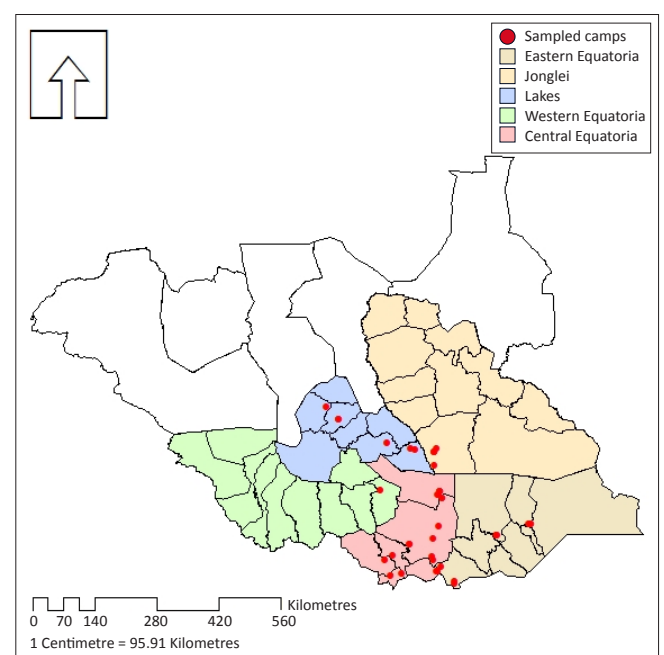 Sampled camps
Eastern Equatoria
Jonglei
Lakes
Western Equatoria
Central Equatoria
Kilometres
0 70 140 280 420 560
1 Centimetre = 95.91 Kilometres